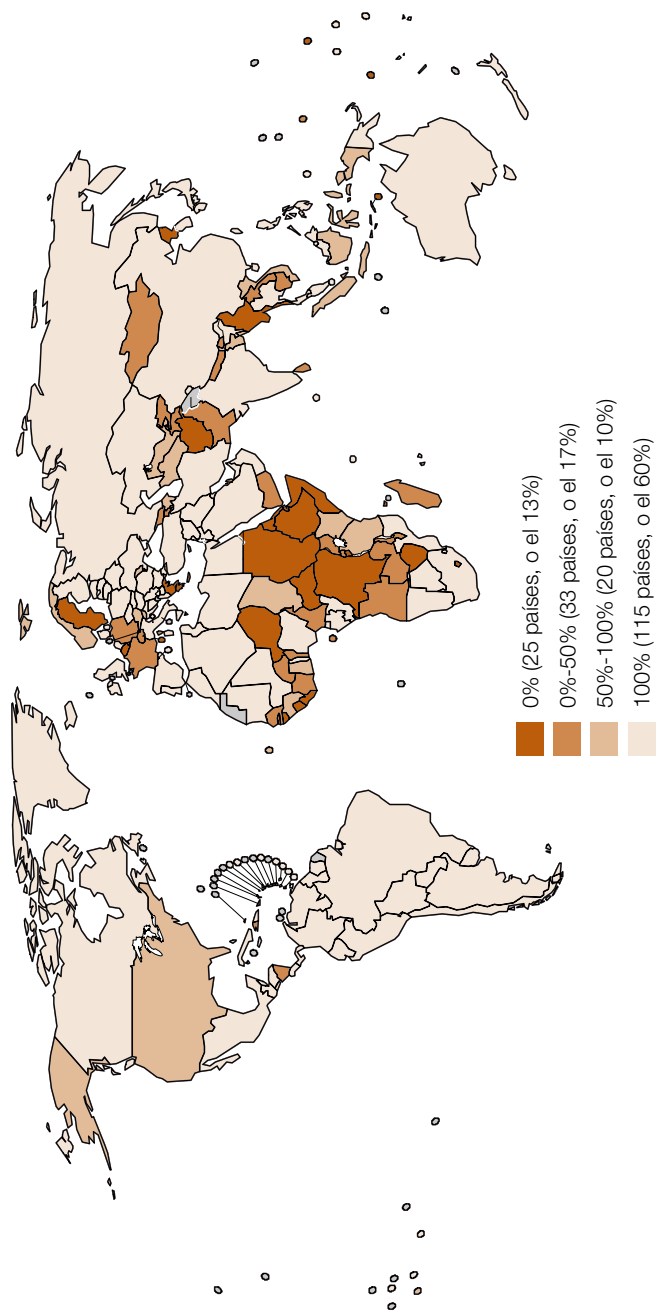 0% (25 países, o el 13%)
0%-50% (33 países, o el 17%)
50%-100% (20 países, o el 10%)
100% (115 países, o el 60%)